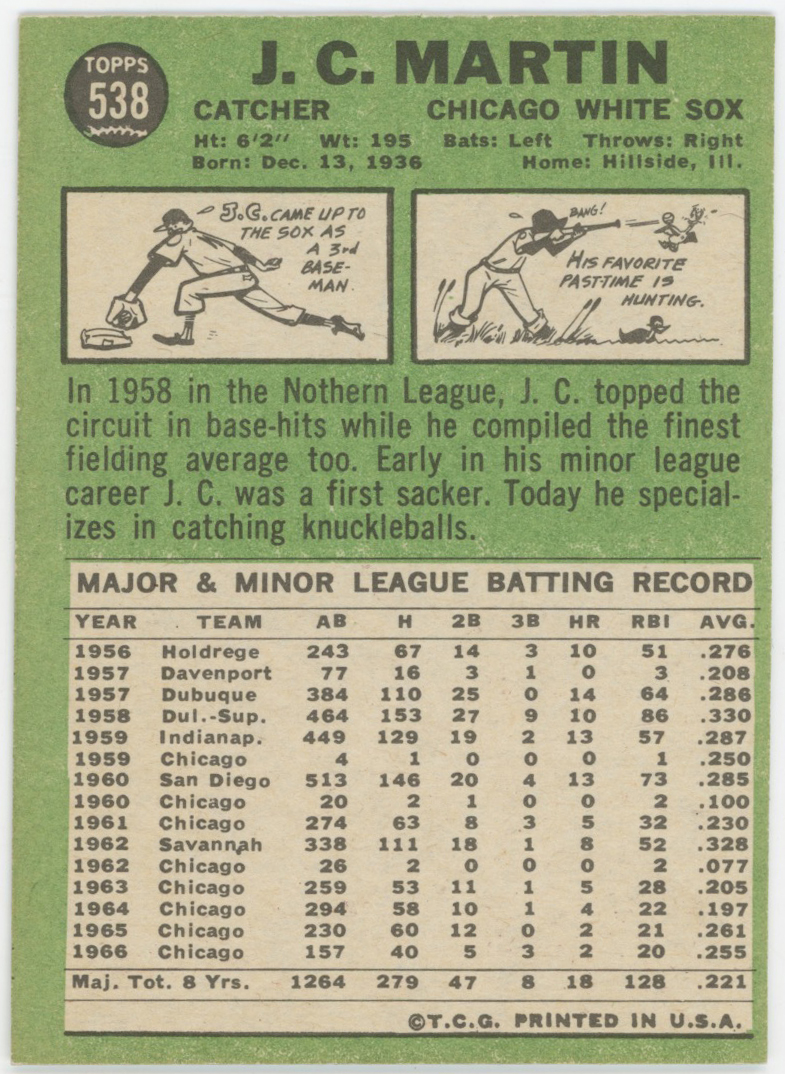 TOPPS
538
J. C. MARTIN
CATCHER CHICAGO WHITE SOX
Ht: 6'2" Wt: 195 Bats: Left Throws: Right
Born: Dec. 13, 1936 Home: Hillside, Ill.
J.C. CAME UP TO
THE SOX AS
A 3rd
BASE-
MAN.
BANG!
HIS FAVORITE
PAST-TIME IS
HUNTING.
In 1958 in the Nothern League, J. C. topped the
circuit in base-hits while he compiled the finest
fielding average too. Early in his minor league
career J. C. was a first sacker. Today he special-
izes in catching knuckleballs.
MAJOR & MINOR LEAGUE BATTING RECORD
YEAR TEAM AB H 2B 3B HR RBI AVG.
1956 Holdrege 243 67 14 3 10 51 .276
1957 Davenport 77 16 3 1 0 3 .208
1957 Dubuque 384 110 25 0 14 64 .286
1958 Dul.-Sup. 464 153 27 9 10 86 .330
1959 Indianap. 449 129 19 2 13 57 .287
1959 Chicago 4 1 0 0 0 1 .250
1960 San Diego 513 146 20 4 13 73 .285
1960 Chicago 20 2 1 0 0 2 .100
1961 Chicago 274 63 8 3 5 32 .230
1962 Savannah 338 111 18 1 8 52 .328
1962 Chicago 26 2 0 0 0 2 .077
1963 Chicago 259 53 11 1 5 28 .205
1964 Chicago 294 58 10 1 4 22 .197
1965 Chicago 230 60 12 0 2 21 .261
1966 Chicago 157 40 5 3 2 20 .255
Maj. Tot. 8 Yrs. 1264 279 47 8 18 128 .221
©T.C.G. PRINTED IN U.S.A.